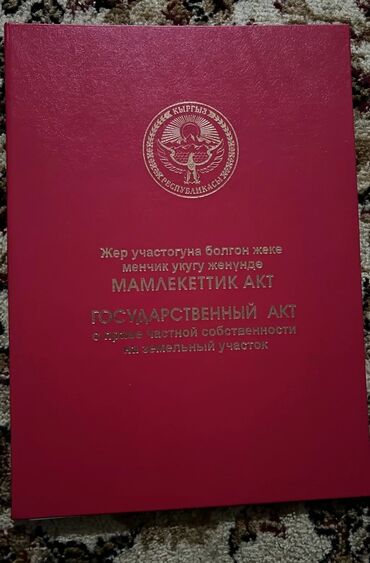 КЫРГЫЗ
РЕСПУБЛИКАСЫ
Жер участогуна болгон жеке
менчик укугу жөнүндө
МАМЛЕКЕТТИК АКТ
ГОСУДАРСТВЕННЫЙ АКТ
о праве частной собственности
на земельный участок